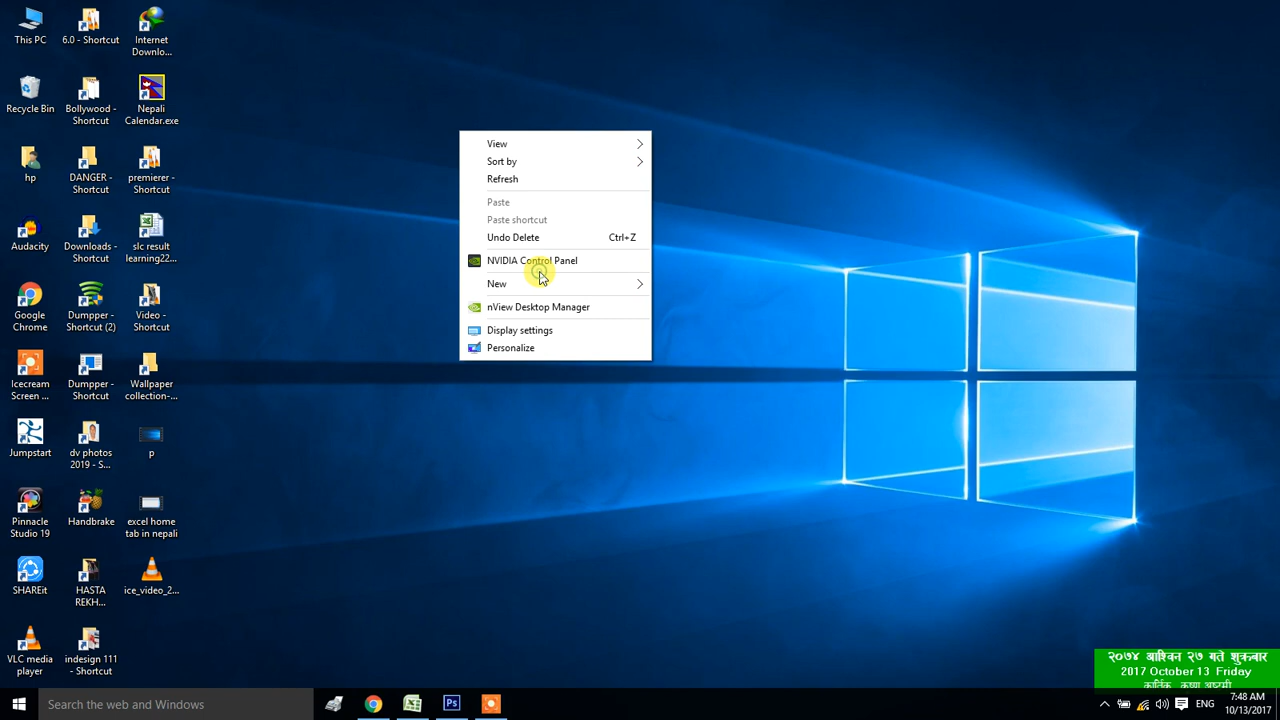 This PC
6.0 - Shortcut
Internet
Downlo...
Recycle Bin
Bollywood -
Shortcut
Nepali
Calendar.exe
hp
DANGER -
Shortcut
premierer -
Shortcut
Audacity
Downloads -
Shortcut
slc result
learning22...
Google
Chrome
Dumpper -
Shortcut (2)
Video -
Shortcut
Icecream
Screen ...
Dumpper -
Shortcut
Wallpaper
collection-...
Jumpstart
dv photos
2019 - S...
p
Pinnacle
Studio 19
Handbrake
excel home
tab in nepali
SHAREit
HASTA
REKH...
ice_video_2...
VLC media
player
indesign 111
- Shortcut
View
Sort by
Refresh
Paste
Paste shortcut
Undo Delete Ctrl+Z
NVIDIA Control Panel
New
nView Desktop Manager
Display settings
Personalize
२०७४ आश्विन २७ गते शुक्रबार
2017 October 13 Friday
कार्तिक कृष्ण अष्टमी
Search the web and Windows
Ps
ENG
7:48 AM
10/13/2017